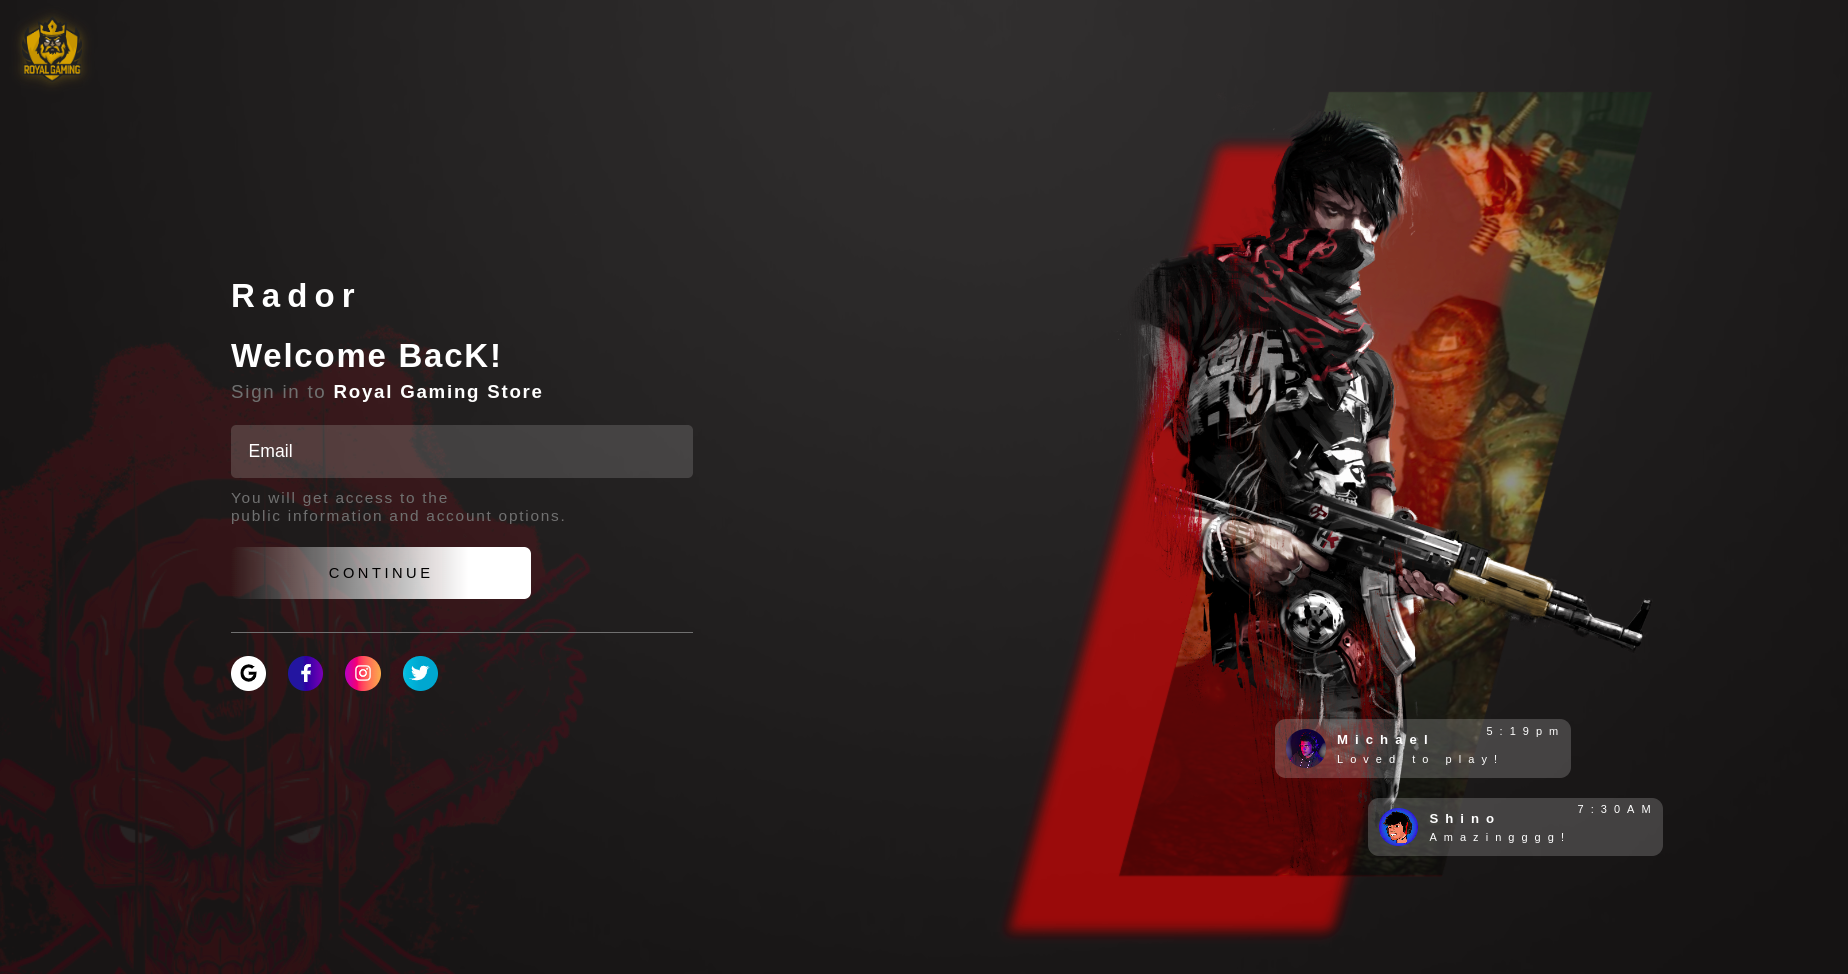 ROYAL GAMING
Rador
Welcome BacK!
Sign in to Royal Gaming Store
Email
You will get access to the
public information and account options.
CONTINUE
5:19pm
Michael
Loved to play!
7:30AM
Shino
Amazingggg!